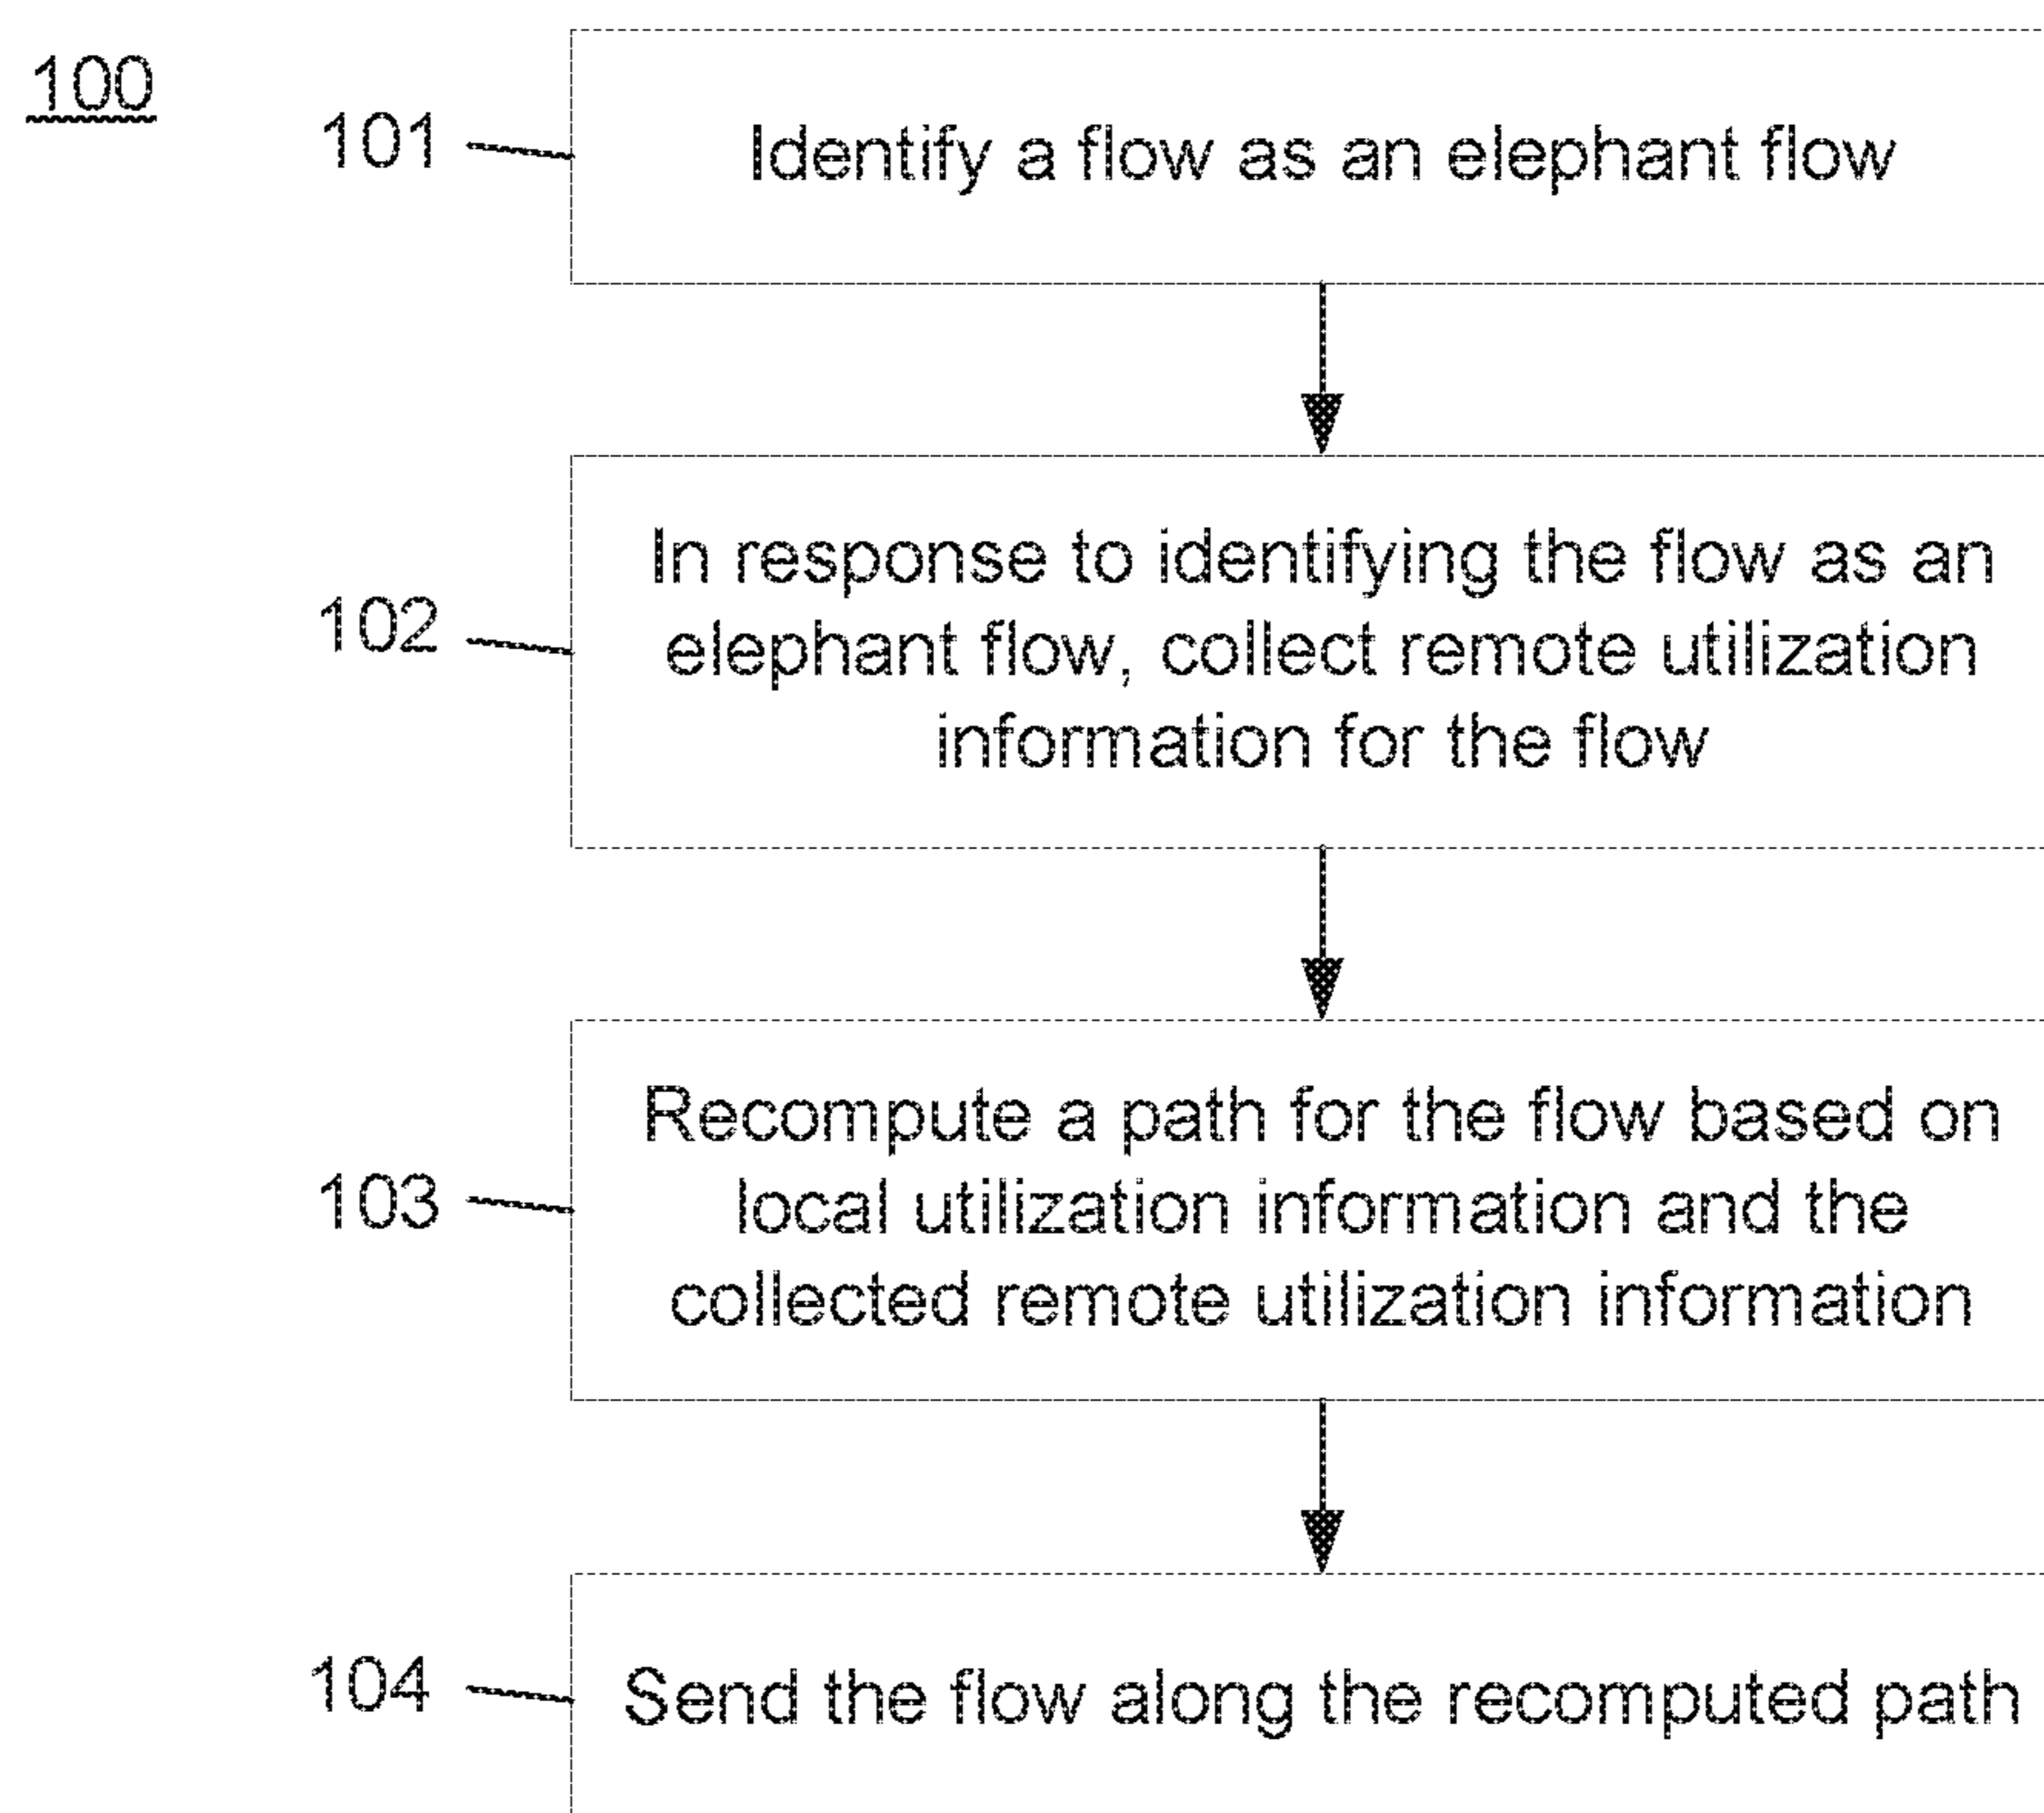 100
101
Identify a flow as an elephant flow
102
In response to identifying the flow as an
elephant flow, collect remote utilization
information for the flow
103
Recompute a path for the flow based on
local utilization information and the
collected remote utilization information
104
Send the flow along the recomputed path